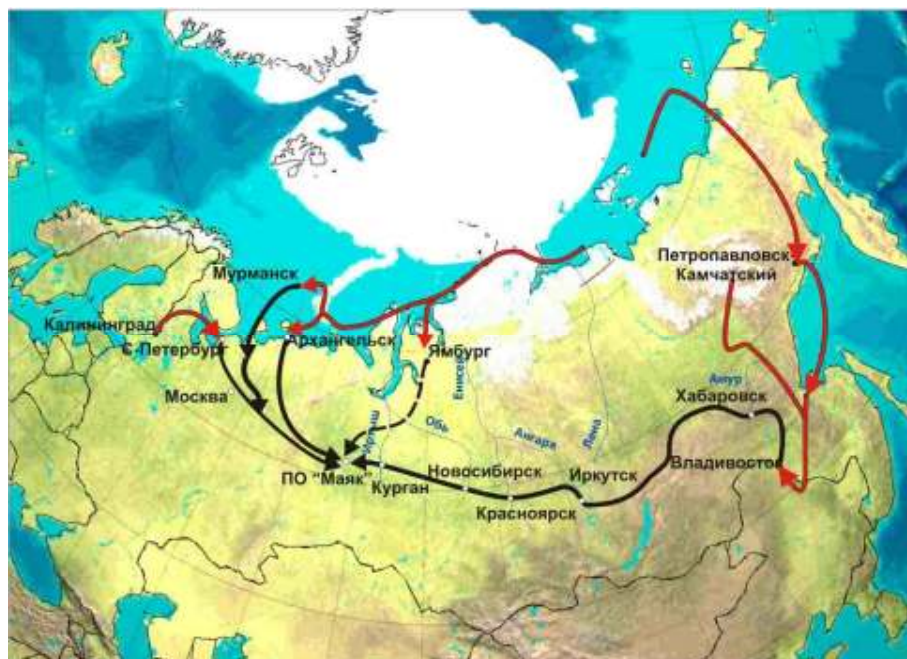 Мурманск
Петропавловск
Камчатский
Калининград
С-Петербург
Архангельск
Ямбург
Москва
Енисей
Амур
Хабаровск
Иртыш
Обь
Ангара
Лена
Владивосток
ПО "Маяк"
Курган
Новосибирск
Иркутск
Красноярск